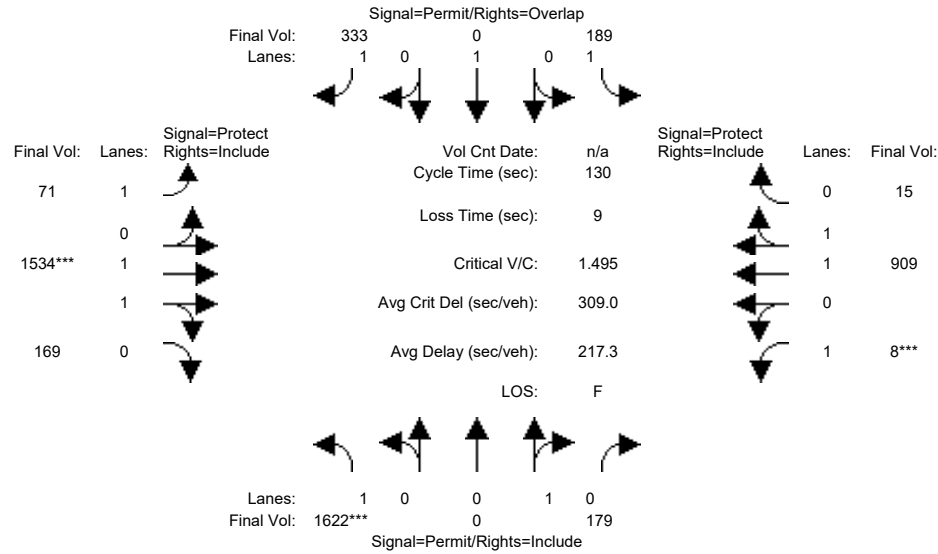 Signal=Permit/Rights=Overlap
Final Vol: 333 0 189
Lanes: 1 0 1 0 1
Signal=Protect Signal=Protect
Final Vol: Lanes: Rights=Include Vol Cnt Date: n/a Rights=Include Lanes: Final Vol:
Cycle Time (sec): 130
71 1 0 15
Loss Time (sec): 9
0 1
1534*** 1 Critical V/C: 1.495 1 909
1 Avg Crit Del (sec/veh): 309.0 0
169 0 Avg Delay (sec/veh): 217.3 1 8***
LOS: F
Lanes: 1 0 0 1 0
Final Vol: 1622*** 0 179
Signal=Permit/Rights=Include